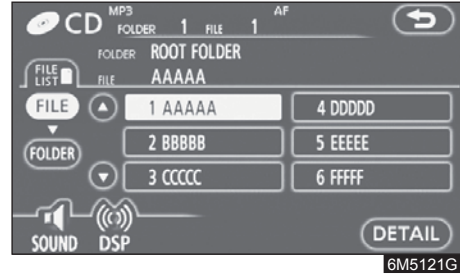 CD MP3 FOLDER 1 FILE 1 AF
FOLDER ROOT FOLDER
FILE LIST FILE AAAAA
FILE 1 AAAAA 4 DDDDD
FOLDER 2 BBBBB 5 EEEEE
3 CCCCC 6 FFFFF
SOUND DSP DETAIL
6M5121G